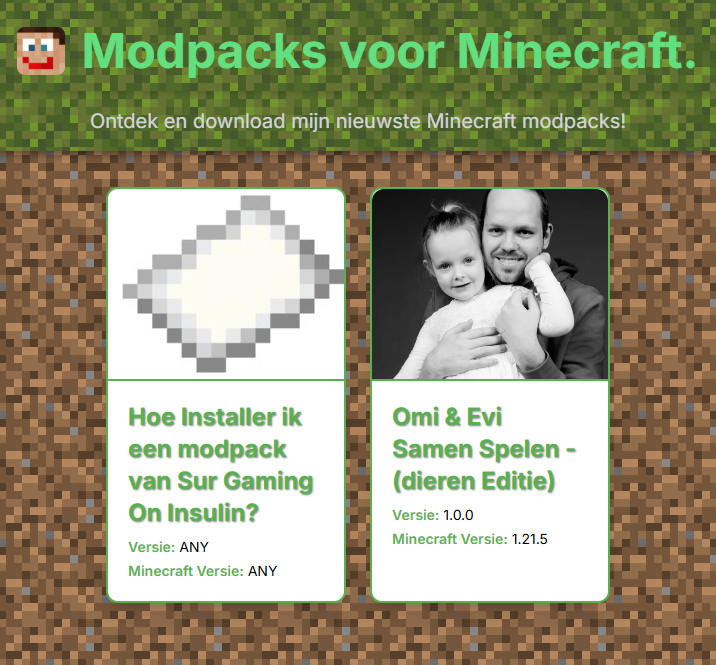 Modpacks voor Minecraft.
Ontdek en download mijn nieuwste Minecraft modpacks!
Hoe Installer ik
een modpack
van Sur Gaming
On Insulin?
Versie: ANY
Minecraft Versie: ANY
Omi & Evi
Samen Spelen -
(dieren Editie)
Versie: 1.0.0
Minecraft Versie: 1.21.5